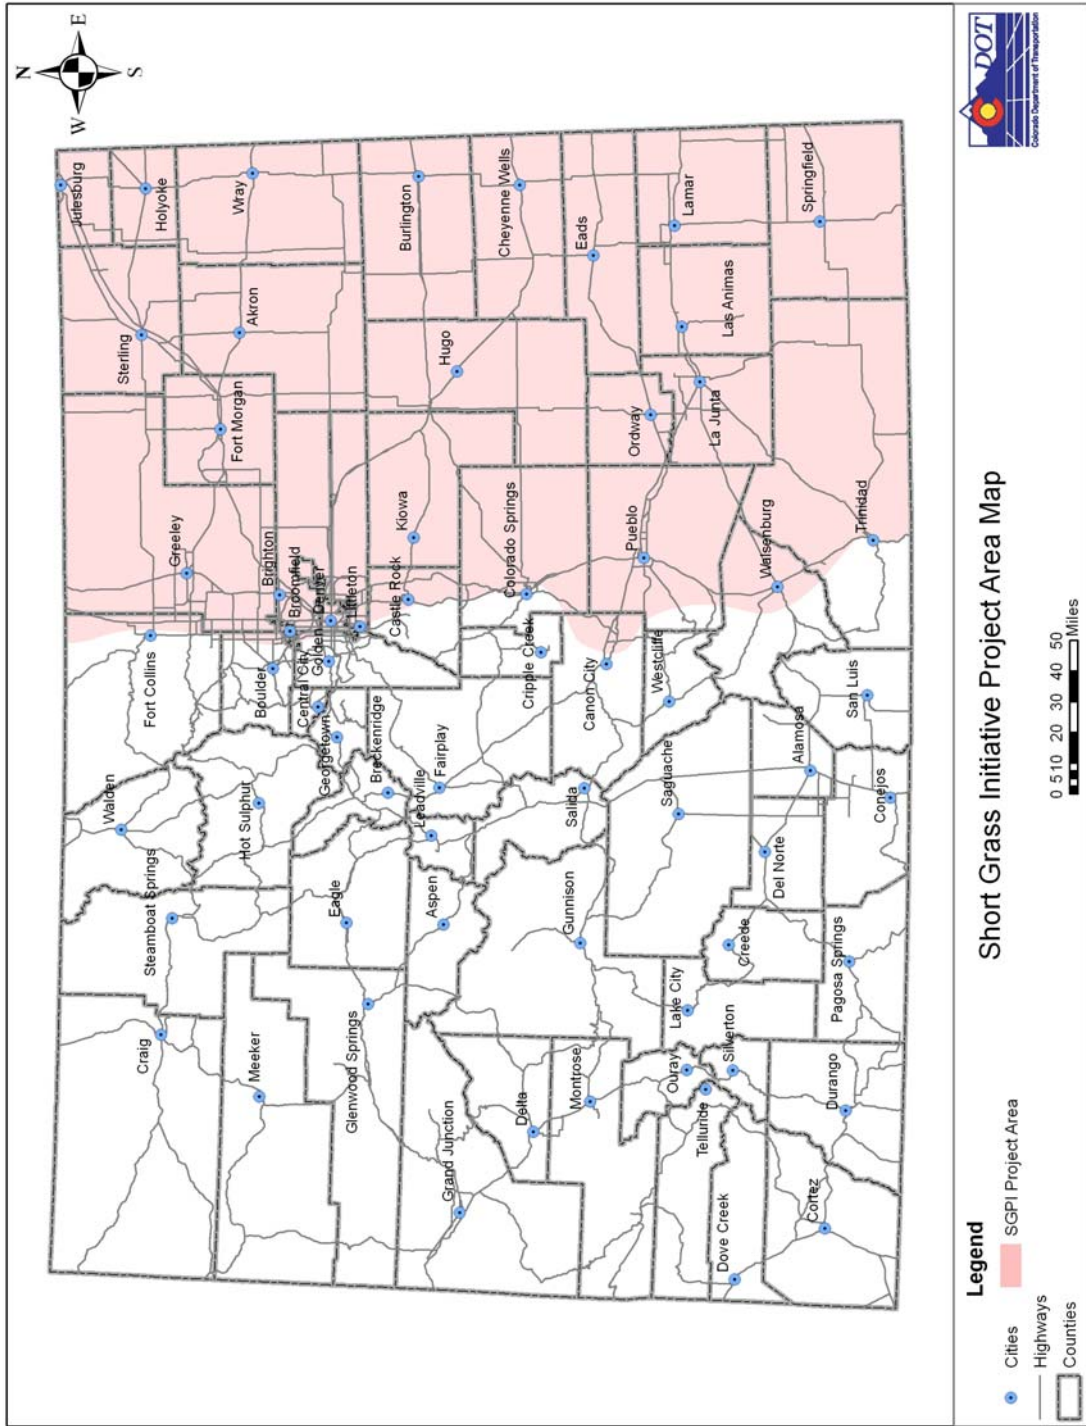 N
W
E
S
Julesburg
Holyoke
Wray
Burlington
Cheyenne Wells
Eads
Lamar
Springfield
Sterling
Akron
Hugo
Las Animas
Fort Morgan
Ordway
La Junta
Greeley
Kiowa
Colorado Springs
Pueblo
Trinidad
Brighton
Broomfield
Denver
Littleton
Castle Rock
Walsenburg
Fort Collins
Boulder
Central City
Golden
Georgetown
Breckenridge
Cripple Creek
Canon City
Westcliffe
San Luis
Walden
Hot Sulphut
Leadville
Fairplay
Salida
Saguache
Alamosa
Conejos
Steamboat Springs
Eagle
Aspen
Gunnison
Del Norte
Creede
Pagosa Springs
Craig
Meeker
Glenwood Springs
Lake City
Grand Junction
Delta
Montrose
Ouray
Silverton
Telluride
Durango
Dove Creek
Cortez
DOT
Colorado Department of Transportation
Short Grass Initiative Project Area Map
Legend
Cities
SGPI Project Area
Highways
Counties
0 5 10 20 30 40 50
Miles